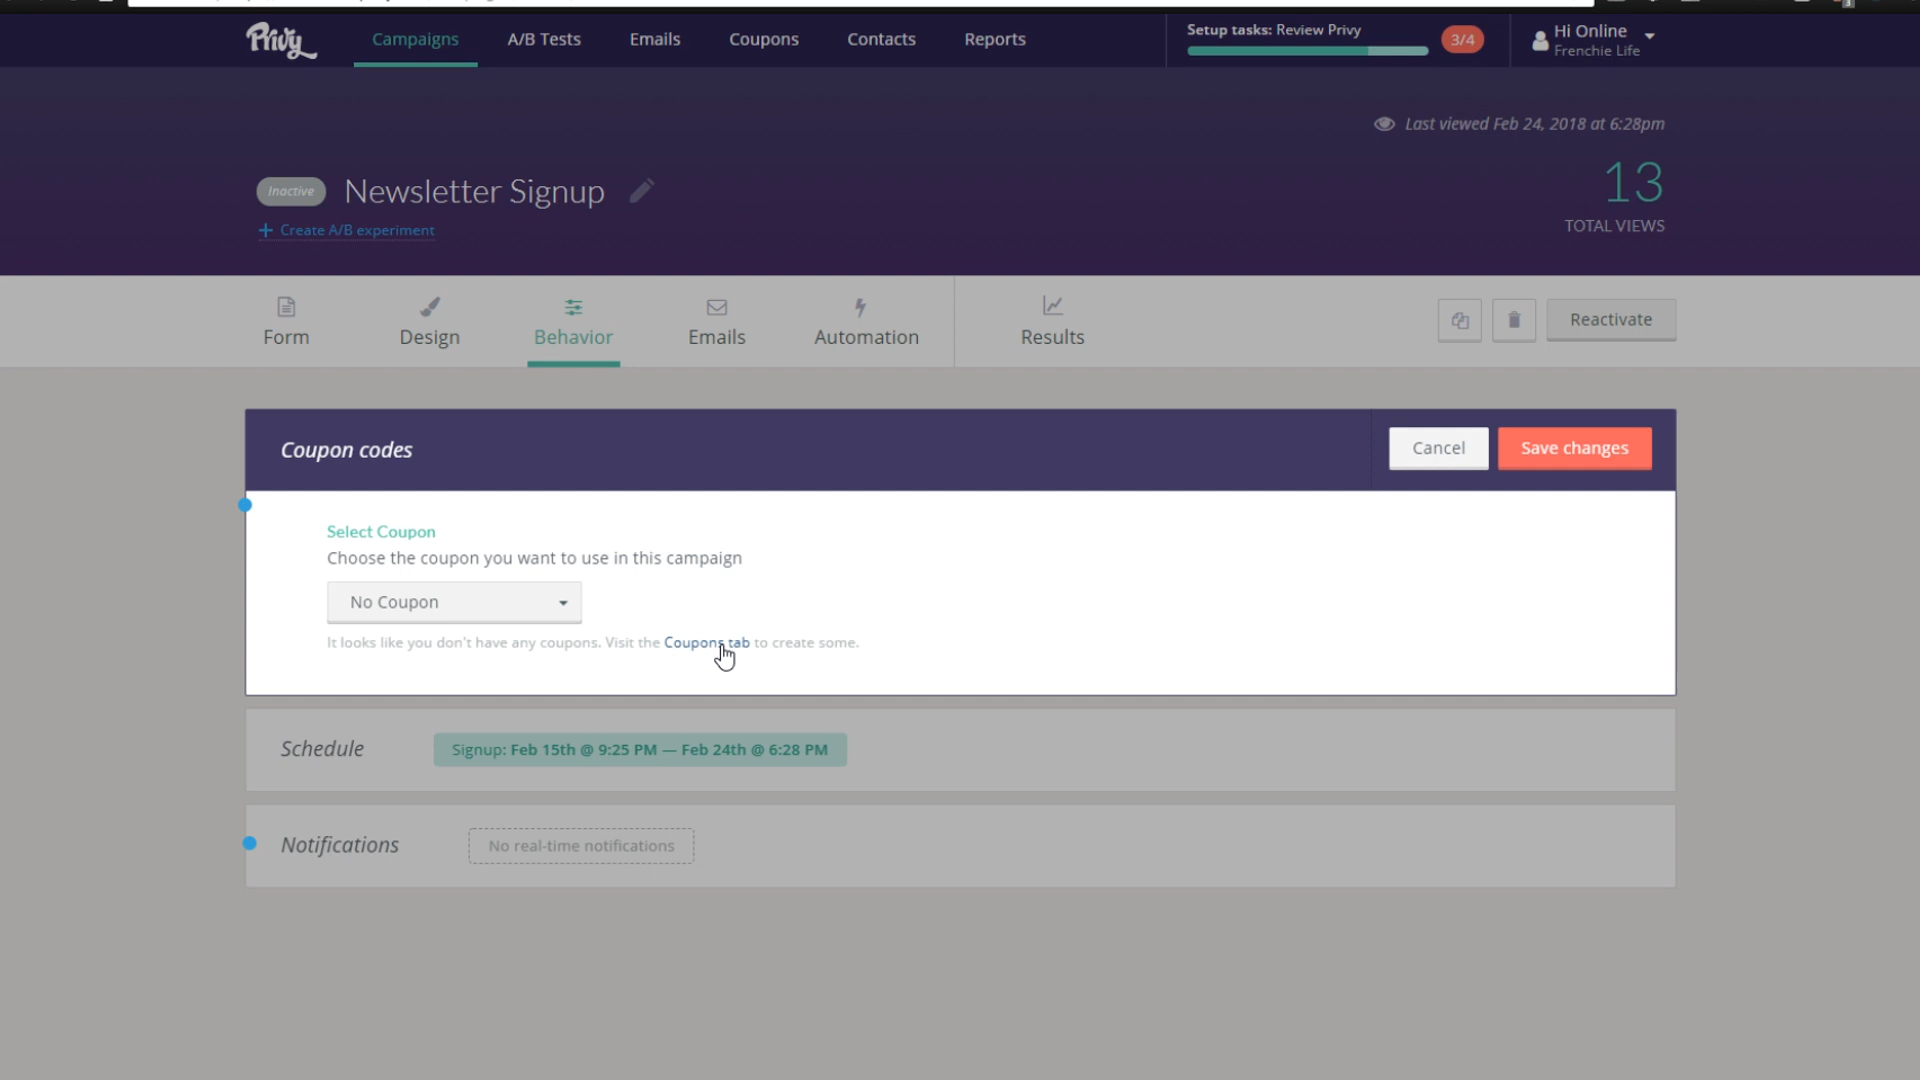 Privy
Campaigns
A/B Tests
Emails
Coupons
Contacts
Reports
Setup tasks: Review Privy
3/4
Hi Online
Frenchie Life
Last viewed Feb 24, 2018 at 6:28pm
Inactive
Newsletter Signup
+ Create A/B experiment
13
TOTAL VIEWS
Form
Design
Behavior
Emails
Automation
Results
Reactivate
Coupon codes
Cancel
Save changes
Select Coupon
Choose the coupon you want to use in this campaign
No Coupon
It looks like you don't have any coupons. Visit the Coupons tab to create some.
Schedule
Signup: Feb 15th @ 9:25 PM — Feb 24th @ 6:28 PM
Notifications
No real-time notifications